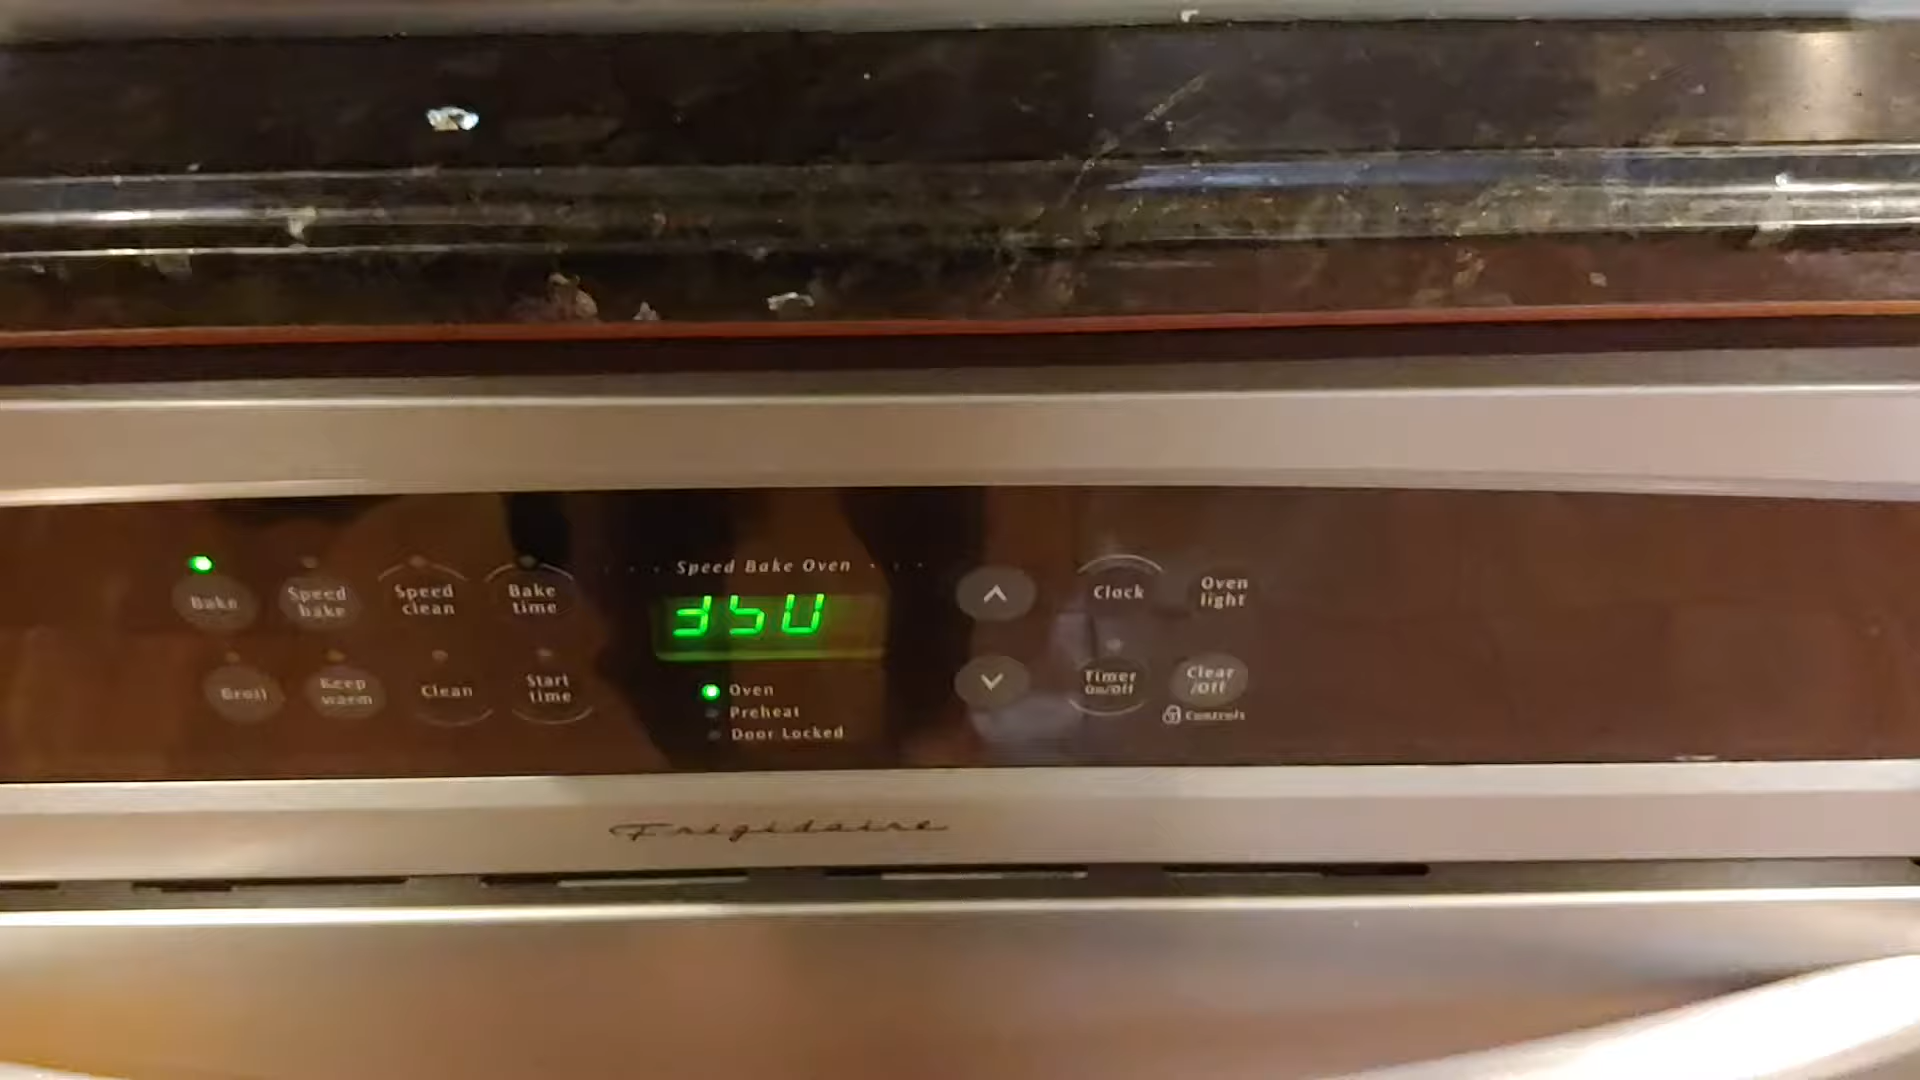 Speed Bake Oven
Bake
Speed bake
Speed clean
Bake time
350
Clock
Oven light
Broil
Keep warm
Clean
Start time
Oven
Preheat
Door Locked
Timer On/Off
Clear /Off
Controls
Frigidaire